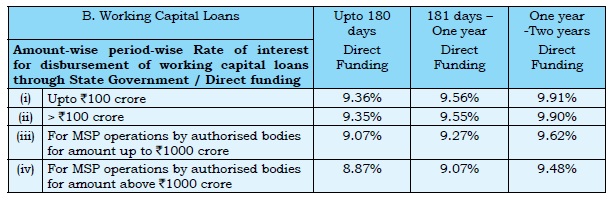 B. Working Capital Loans
Upto 180 days
181 days – One year
One year -Two years
Amount-wise period-wise Rate of interest
for disbursement of working capital loans
through State Government / Direct funding
Direct Funding
Direct Funding
Direct Funding
(i) Upto ₹100 crore 9.36% 9.56% 9.91%
(ii) > ₹100 crore 9.35% 9.55% 9.90%
(iii) For MSP operations by authorised bodies 9.07% 9.27% 9.62%
for amount up to ₹1000 crore
(iv) For MSP operations by authorised bodies 8.87% 9.07% 9.48%
for amount above ₹1000 crore